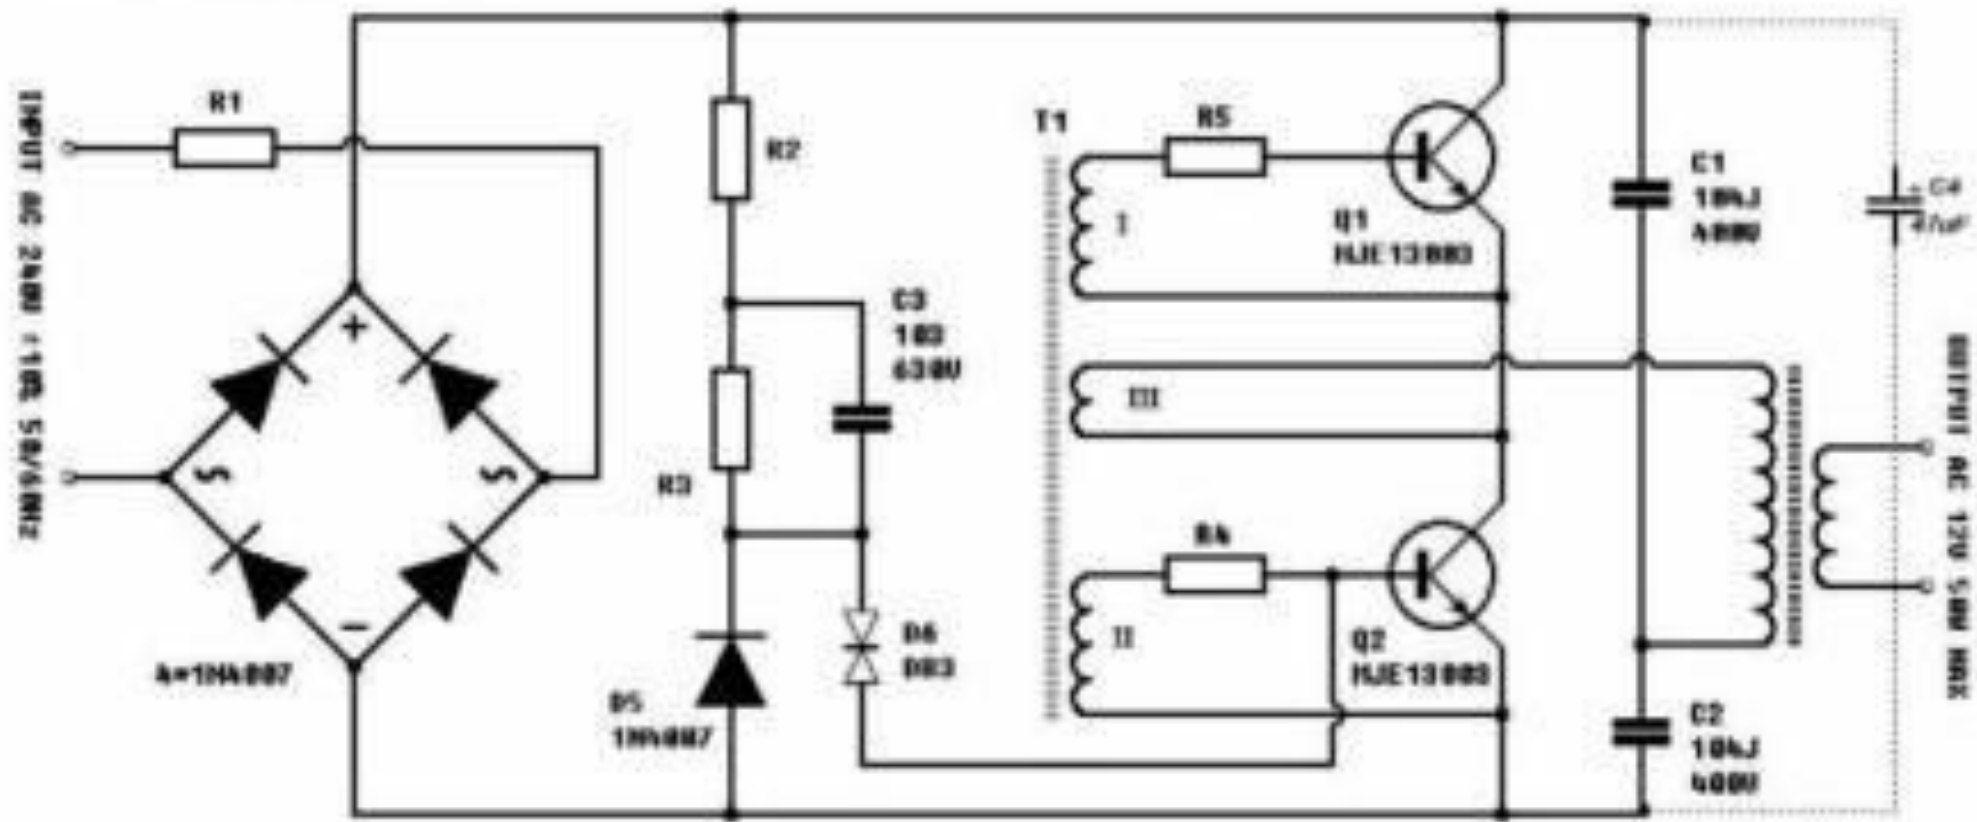 INPUT AC 240V ±10% 50/60Hz
R1
4*1N4007
+
−
R2
R3
C3
103
630V
D5
1N4007
D6
DB3
T1
I
III
II
R5
Q1
MJE13003
R4
Q2
MJE13003
C1
104J
400V
C2
104J
400V
+
C4
47uF
OUTPUT AC 12V 50W MAX